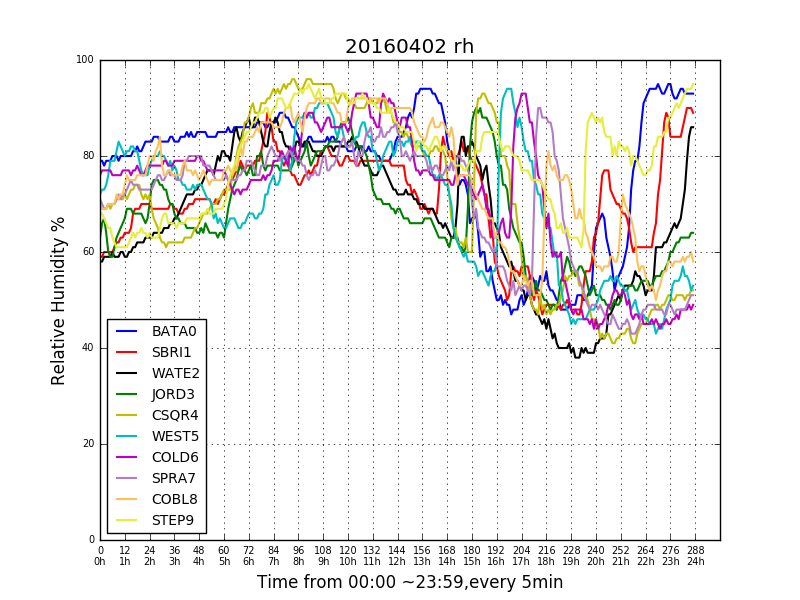 20160402 rh
100
80
60
40
20
0
Relative Humidity %
BATA0
SBRI1
WATE2
JORD3
CSQR4
WEST5
COLD6
SPRA7
COBL8
STEP9
0 12 24 36 48 60 72 84 96 108 120 132 144 156 168 180 192 204 216 228 240 252 264 276 288
0h 1h 2h 3h 4h 5h 6h 7h 8h 9h 10h 11h 12h 13h 14h 15h 16h 17h 18h 19h 20h 21h 22h 23h 24h
Time from 00:00 ~23:59,every 5min